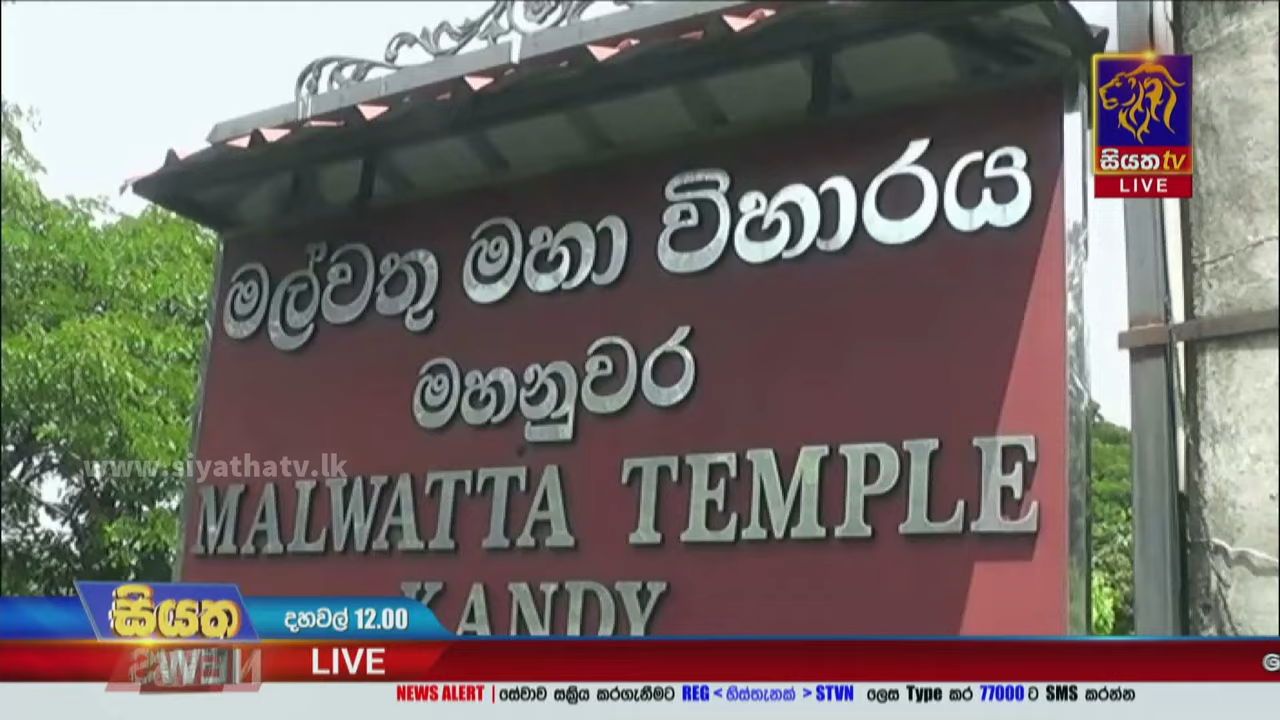 සියත tv
LIVE
මල්වතු මහා විහාරය
මහනුවර
www.siyathatv.lk
MALWATTA TEMPLE
KANDY
සියත
දහවල් 12.00
NEWS
LIVE
NEWS ALERT | සේවාව සක්‍රීය කරගැනීමට REG < හිස්තැනක් > STVN ලෙස Type කර 77000 ට SMS කරන්න